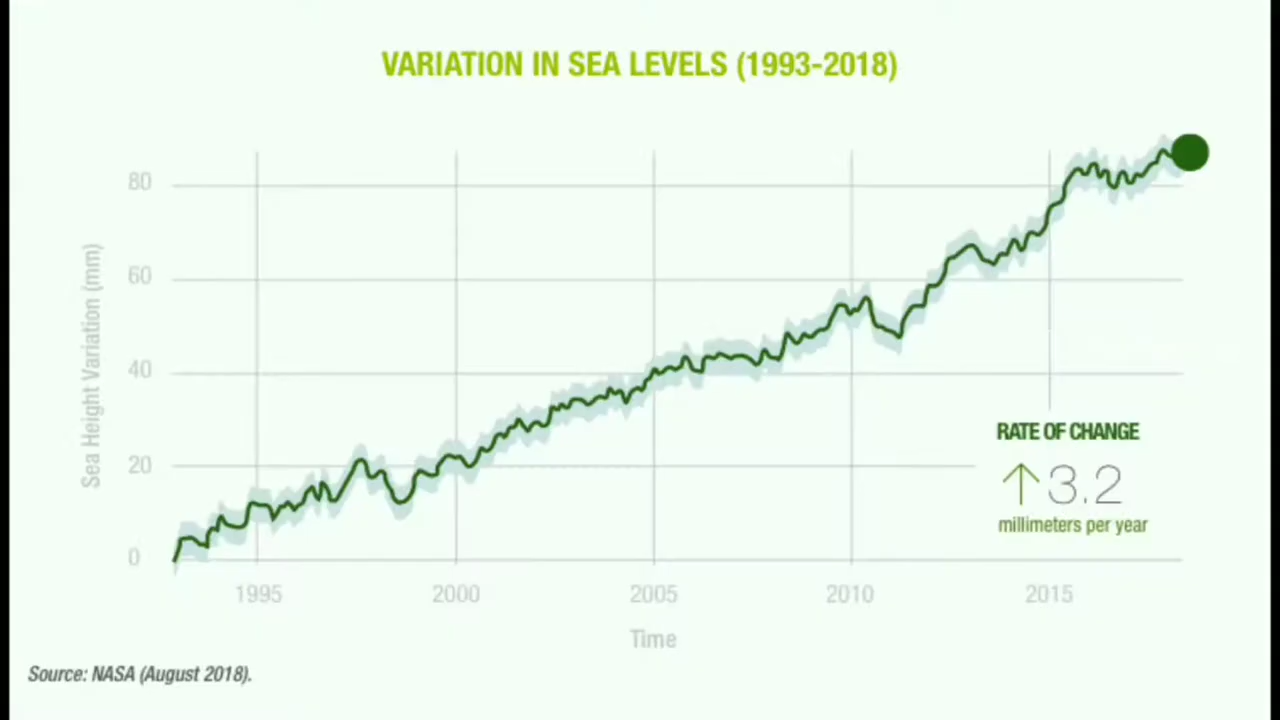 VARIATION IN SEA LEVELS (1993-2018)
Sea Height Variation (mm)
80
60
40
20
0
1995 2000 2005 2010 2015
Time
RATE OF CHANGE
↑3.2
millimeters per year
Source: NASA (August 2018).